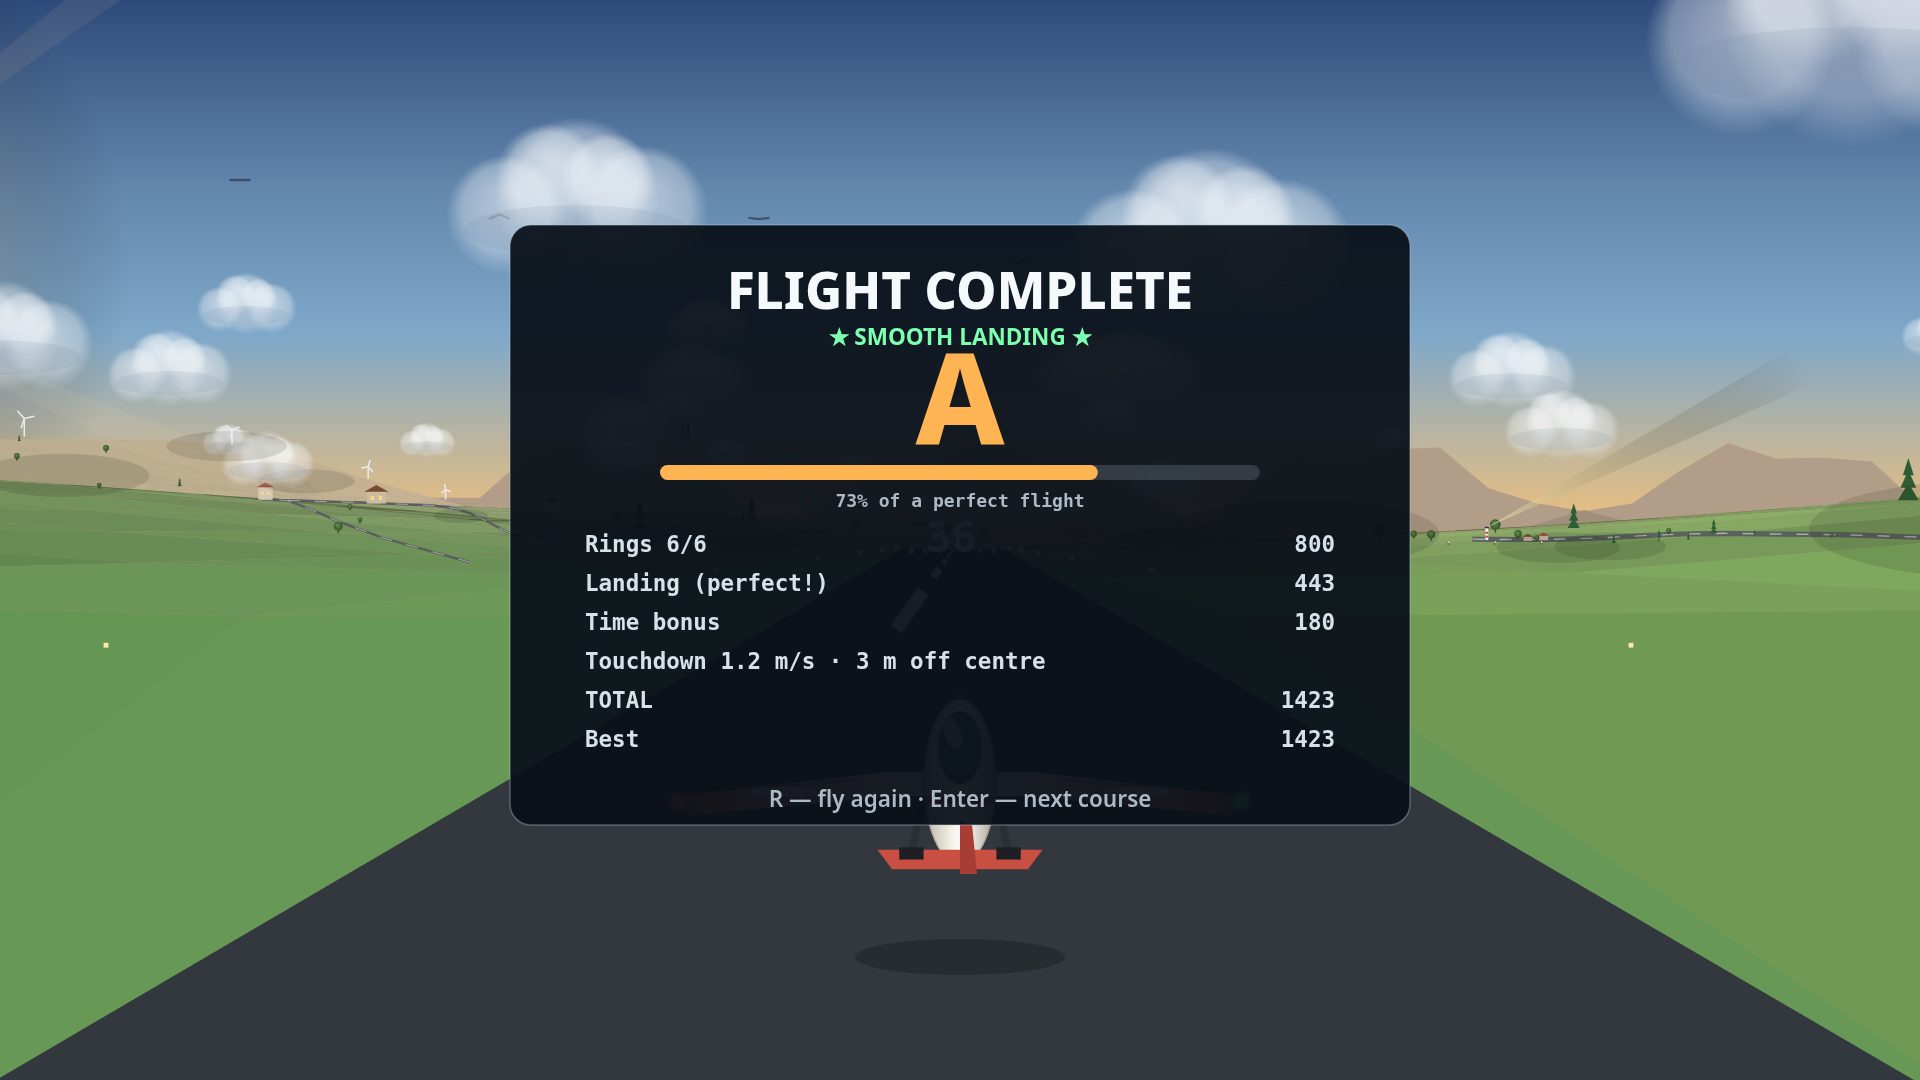 FLIGHT COMPLETE
★ SMOOTH LANDING ★
A
73% of a perfect flight
36
Rings 6/6 800
Landing (perfect!) 443
Time bonus 180
Touchdown 1.2 m/s · 3 m off centre
TOTAL 1423
Best 1423
R — fly again · Enter — next course